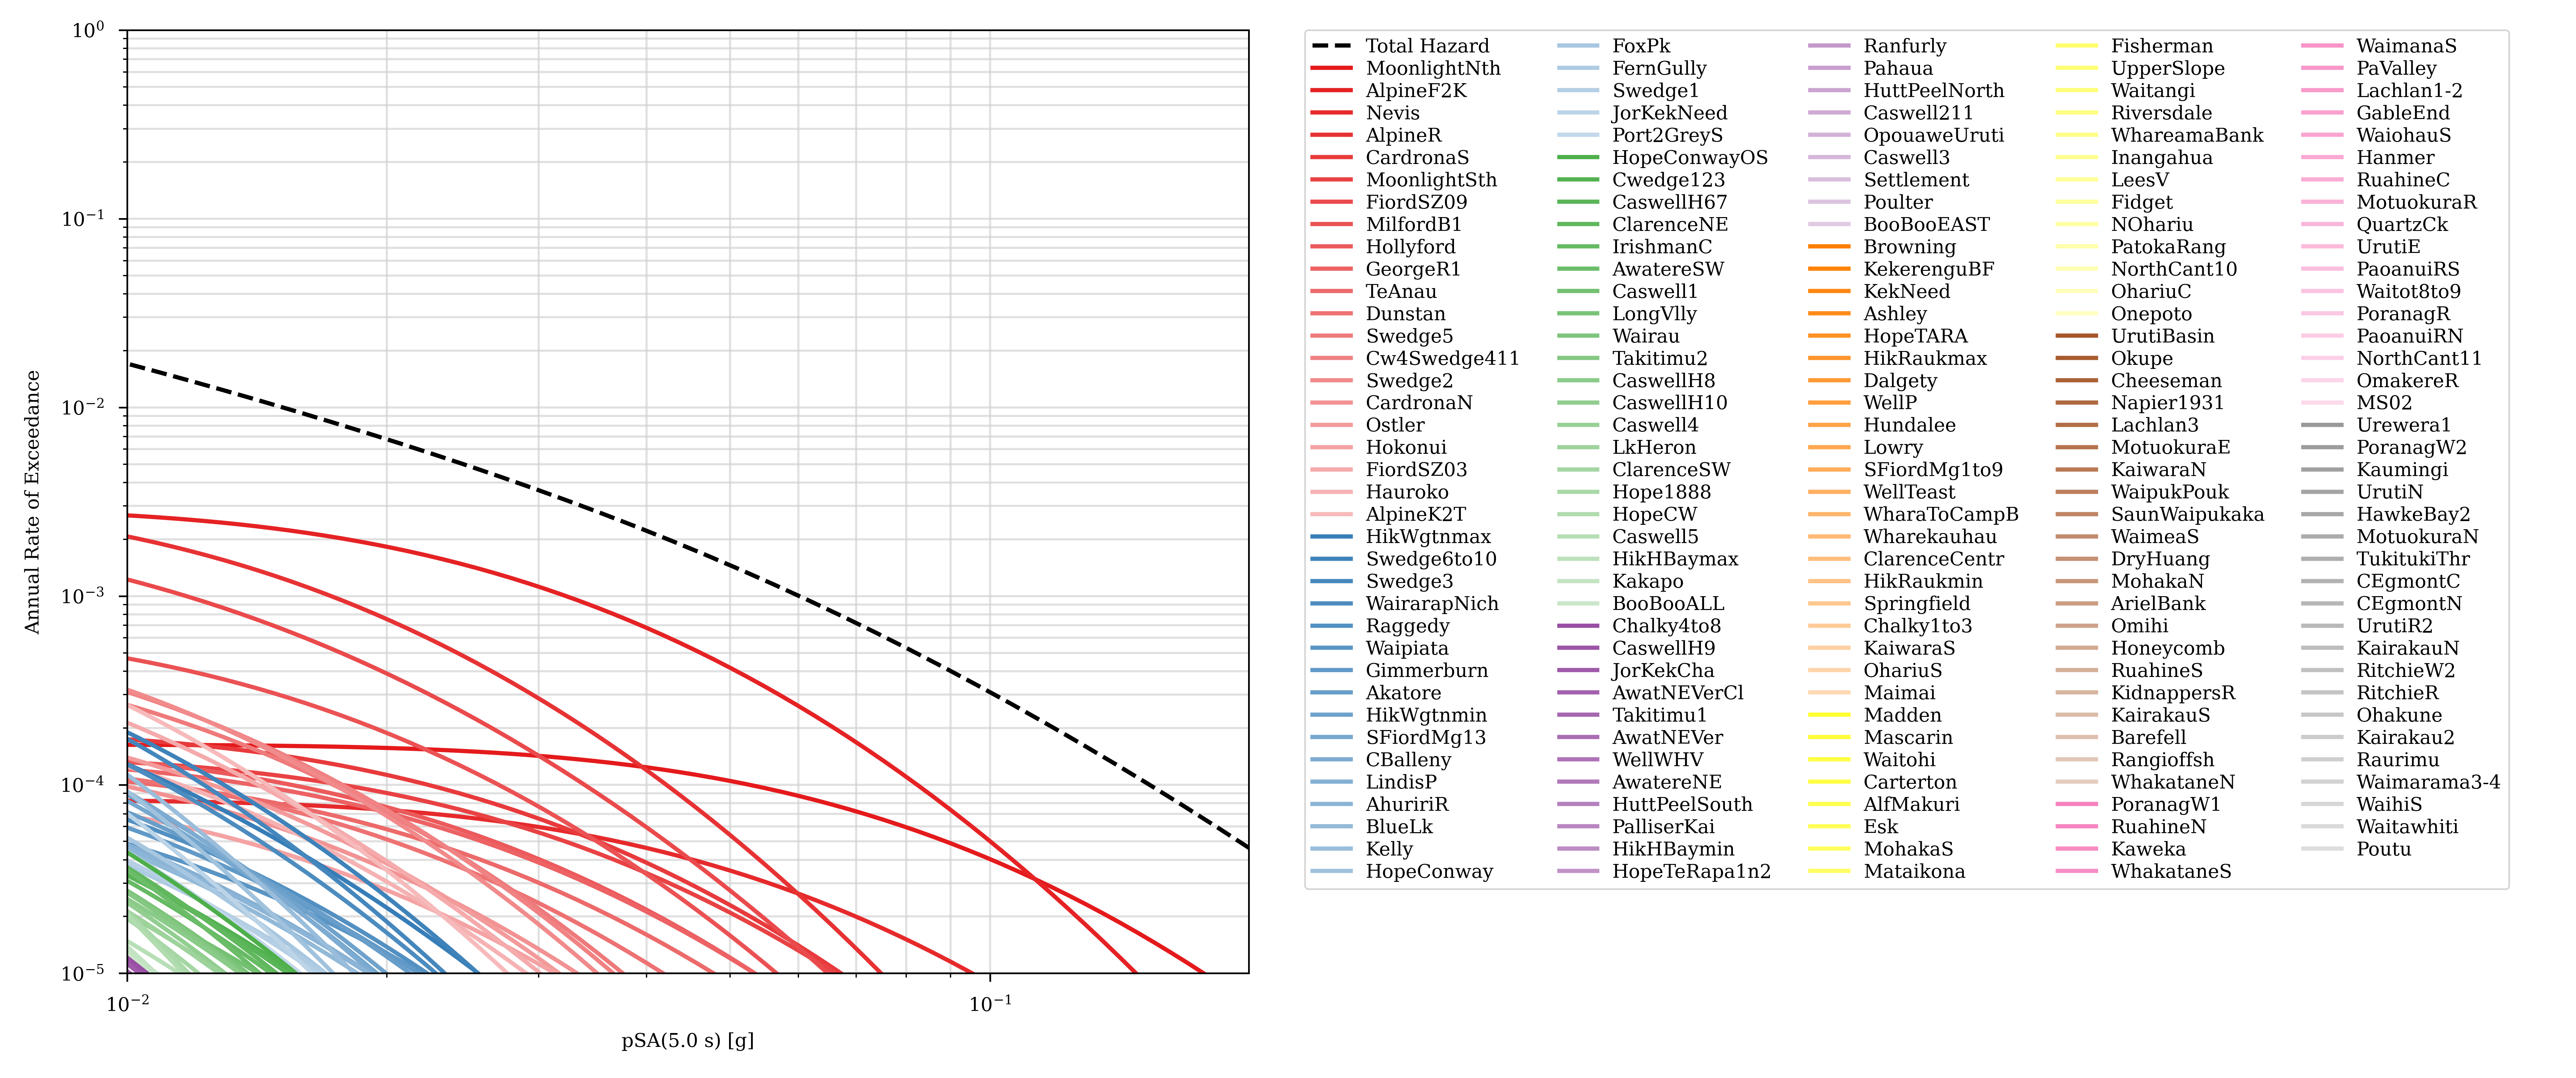 10⁰
10⁻¹
10⁻²
10⁻³
10⁻⁴
10⁻⁵
Annual Rate of Exceedance
10⁻²
10⁻¹
pSA(5.0 s) [g]
Total Hazard
MoonlightNth
AlpineF2K
Nevis
AlpineR
CardronaS
MoonlightSth
FiordSZ09
MilfordB1
Hollyford
GeorgeR1
TeAnau
Dunstan
Swedge5
Cw4Swedge411
Swedge2
CardronaN
Ostler
Hokonui
FiordSZ03
Hauroko
AlpineK2T
HikWgtnmax
Swedge6to10
Swedge3
WairarapNich
Raggedy
Waipiata
Gimmerburn
Akatore
HikWgtnmin
SFiordMg13
CBalleny
LindisP
AhuririR
BlueLk
Kelly
HopeConway
FoxPk
FernGully
Swedge1
JorKekNeed
Port2GreyS
HopeConwayOS
Cwedge123
CaswellH67
ClarenceNE
IrishmanC
AwatereSW
Caswell1
LongVlly
Wairau
Takitimu2
CaswellH8
CaswellH10
Caswell4
LkHeron
ClarenceSW
Hope1888
HopeCW
Caswell5
HikHBaymax
Kakapo
BooBooALL
Chalky4to8
CaswellH9
JorKekCha
AwatNEVerCl
Takitimu1
AwatNEVer
WellWHV
AwatereNE
HuttPeelSouth
PalliserKai
HikHBaymin
HopeTeRapa1n2
Ranfurly
Pahaua
HuttPeelNorth
Caswell211
OpouaweUruti
Caswell3
Settlement
Poulter
BooBooEAST
Browning
KekerenguBF
KekNeed
Ashley
HopeTARA
HikRaukmax
Dalgety
WellP
Hundalee
Lowry
SFiordMg1to9
WellTeast
WharaToCampB
Wharekauhau
ClarenceCentr
HikRaukmin
Springfield
Chalky1to3
KaiwaraS
OhariuS
Maimai
Madden
Mascarin
Waitohi
Carterton
AlfMakuri
Esk
MohakaS
Mataikona
Fisherman
UpperSlope
Waitangi
Riversdale
WhareamaBank
Inangahua
LeesV
Fidget
NOhariu
PatokaRang
NorthCant10
OhariuC
Onepoto
UrutiBasin
Okupe
Cheeseman
Napier1931
Lachlan3
MotuokuraE
KaiwaraN
WaipukPouk
SaunWaipukaka
WaimeaS
DryHuang
MohakaN
ArielBank
Omihi
Honeycomb
RuahineS
KidnappersR
KairakauS
Barefell
Rangioffsh
WhakataneN
PoranagW1
RuahineN
Kaweka
WhakataneS
WaimanaS
PaValley
Lachlan1-2
GableEnd
WaiohauS
Hanmer
RuahineC
MotuokuraR
QuartzCk
UrutiE
PaoanuiRS
Waitot8to9
PoranagR
PaoanuiRN
NorthCant11
OmakereR
MS02
Urewera1
PoranagW2
Kaumingi
UrutiN
HawkeBay2
MotuokuraN
TukitukiThr
CEgmontC
CEgmontN
UrutiR2
KairakauN
RitchieW2
RitchieR
Ohakune
Kairakau2
Raurimu
Waimarama3-4
WaihiS
Waitawhiti
Poutu